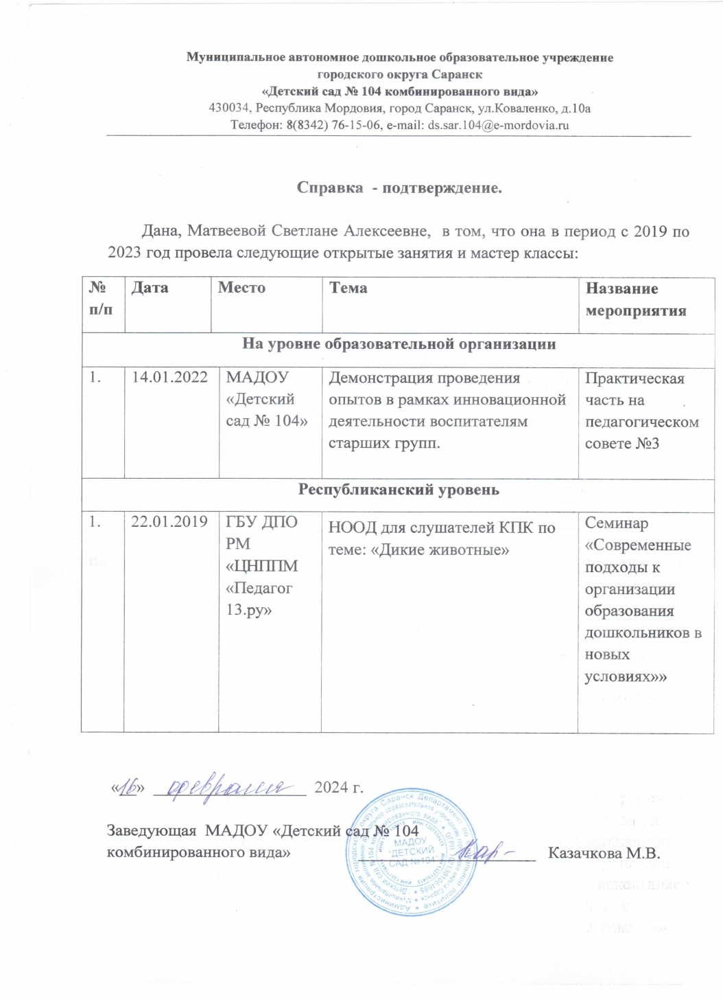 Муниципальное автономное дошкольное образовательное учреждение
городского округа Саранск
«Детский сад № 104 комбинированного вида»
430034, Республика Мордовия, город Саранск, ул.Коваленко, д.10а
Телефон: 8(8342) 76-15-06, e-mail: ds.sar.104@e-mordovia.ru
Справка - подтверждение.
Дана, Матвеевой Светлане Алексеевне, в том, что она в период с 2019 по
2023 год провела следующие открытые занятия и мастер классы:
№
п/п
Дата
Место
Тема
Название
мероприятия
На уровне образовательной организации
1.
14.01.2022
МАДОУ
«Детский
сад № 104»
Демонстрация проведения
опытов в рамках инновационной
деятельности воспитателям
старших групп.
Практическая
часть на
педагогическом
совете №3
Республиканский уровень
1.
22.01.2019
ГБУ ДПО
РМ
«ЦНППМ
«Педагог
13.ру»
НООД для слушателей КПК по
теме: «Дикие животные»
Семинар
«Современные
подходы к
организации
образования
дошкольников в
новых
условиях»»
«16» февраля 2024 г.
Заведующая МАДОУ «Детский сад № 104
комбинированного вида» Казачкова М.В.
МАДОУ
"ДЕТСКИЙ
САД №104"